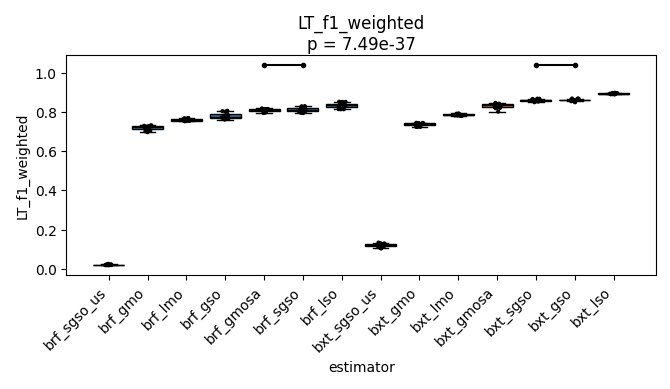 LT_f1_weighted
p = 7.49e-37
LT_f1_weighted
1.0
0.8
0.6
0.4
0.2
0.0
brf_sgso_us
brf_gmo
brf_lmo
brf_gso
brf_gmosa
brf_sgso
brf_lso
bxt_sgso_us
bxt_gmo
bxt_lmo
bxt_gmosa
bxt_sgso
bxt_gso
bxt_lso
estimator